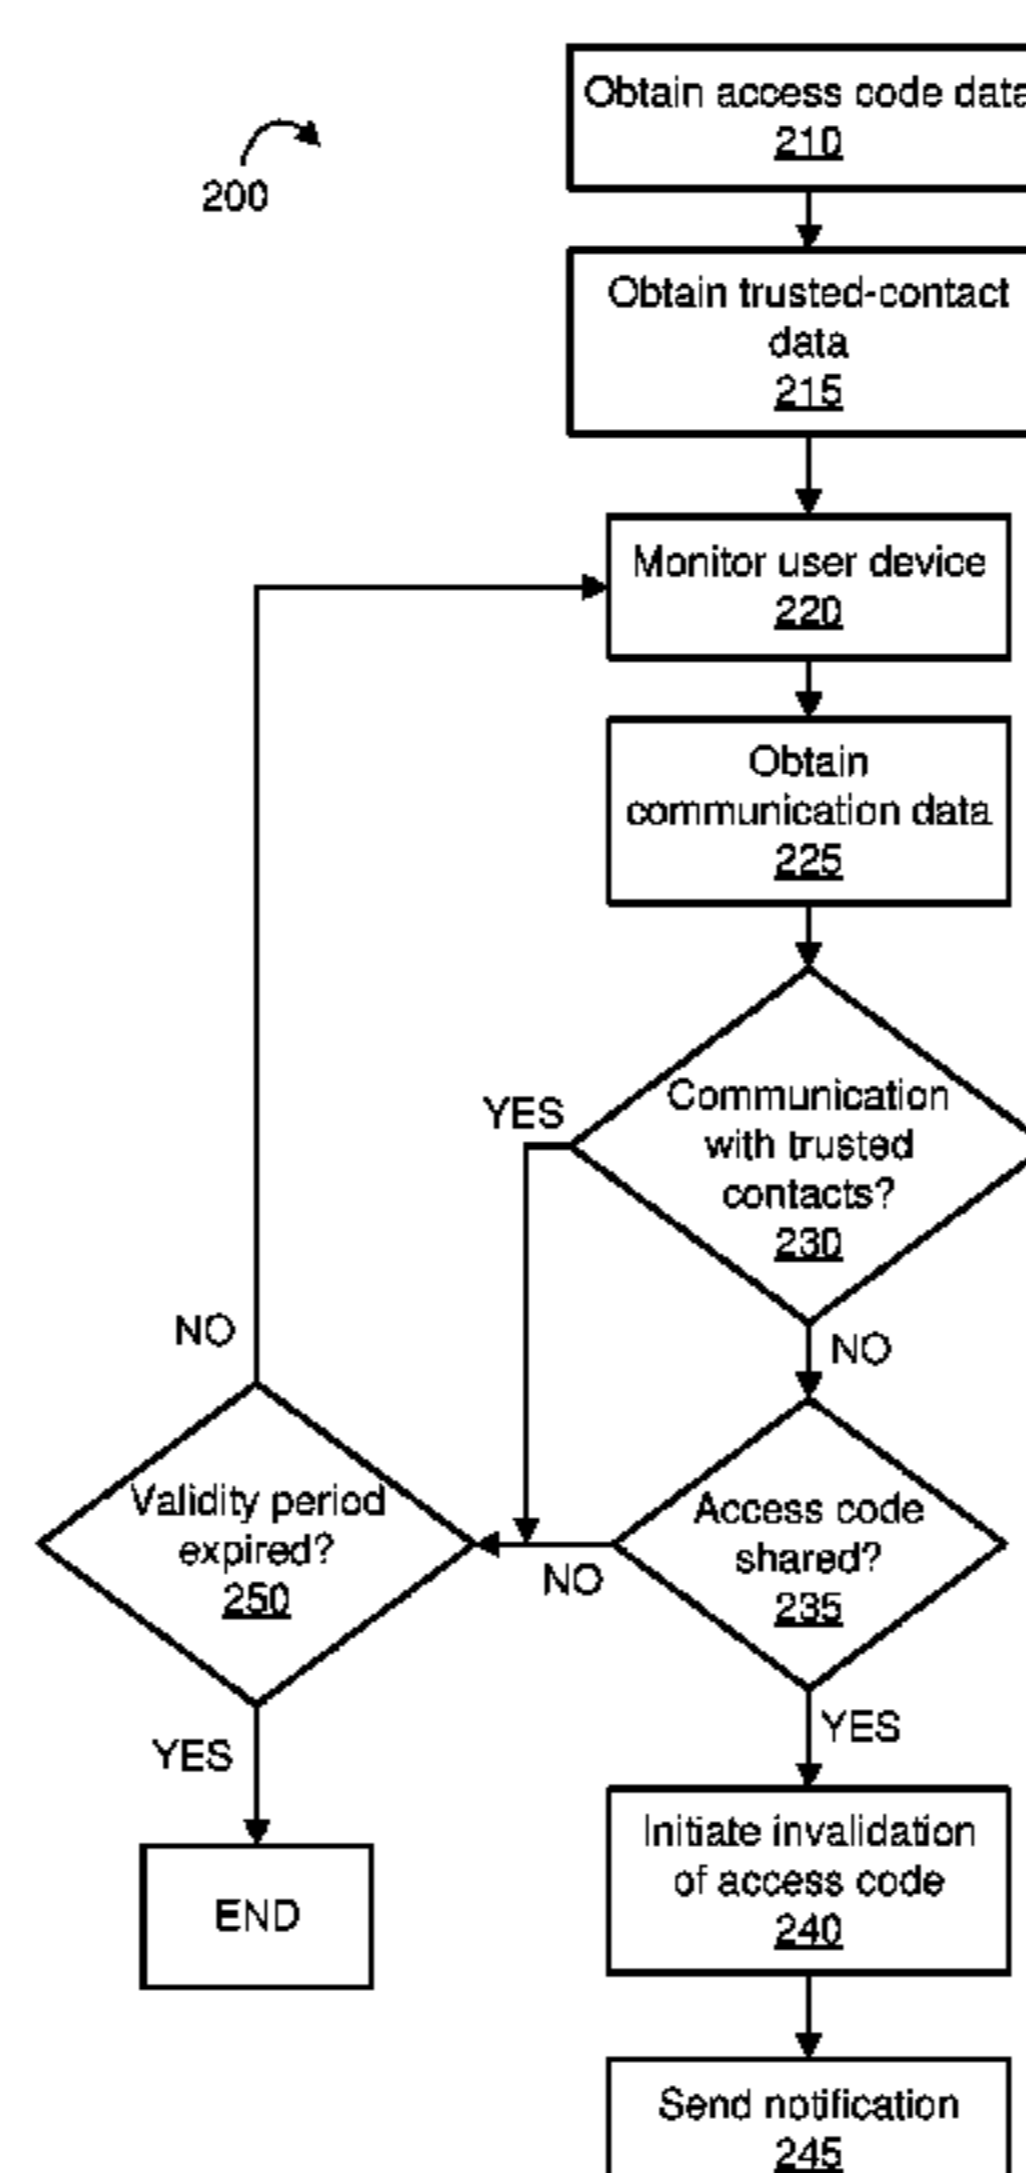 200
Obtain access code data
210
Obtain trusted-contact
data
215
Monitor user device
220
Obtain
communication data
225
Communication
with trusted
contacts?
230
YES
NO
Access code
shared?
235
NO
YES
Validity period
expired?
250
NO
YES
END
Initiate invalidation
of access code
240
Send notification
245